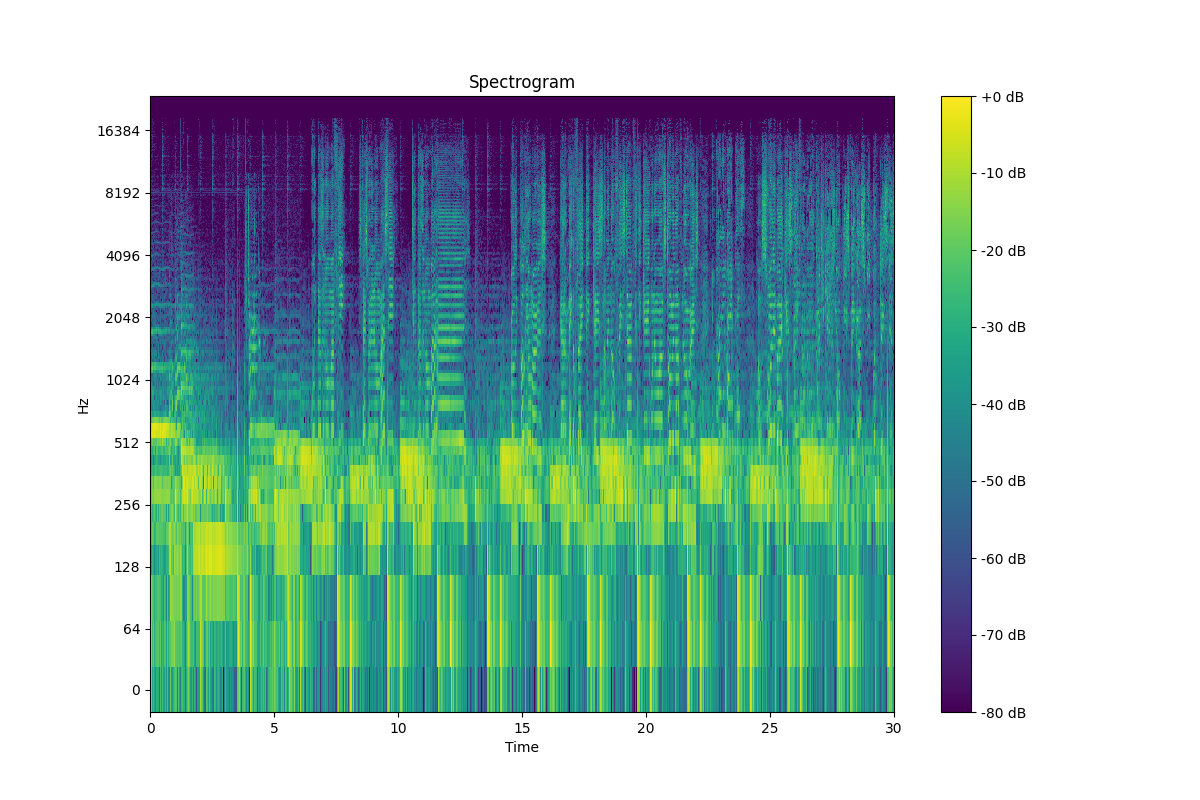 Spectrogram
+0 dB
-10 dB
-20 dB
-30 dB
-40 dB
-50 dB
-60 dB
-70 dB
-80 dB
Hz
16384
8192
4096
2048
1024
512
256
128
64
0
0 5 10 15 20 25 30
Time